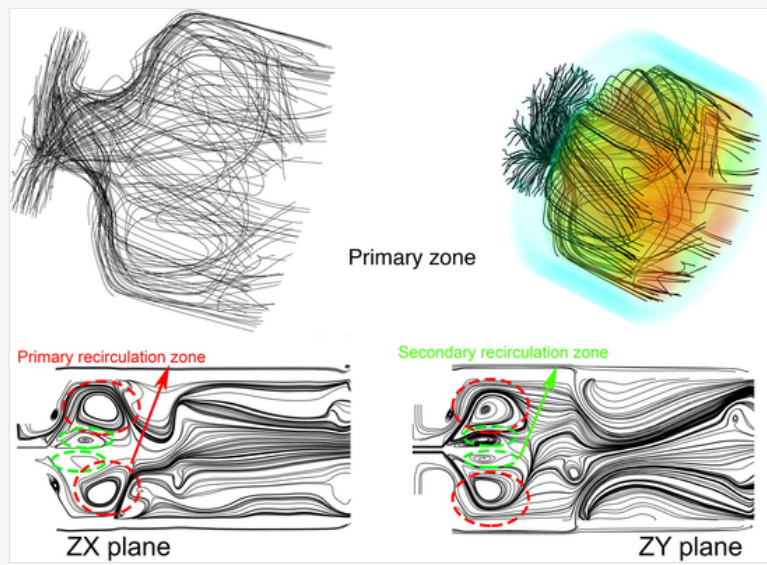 Primary zone
Primary recirculation zone
Secondary recirculation zone
ZX plane
ZY plane